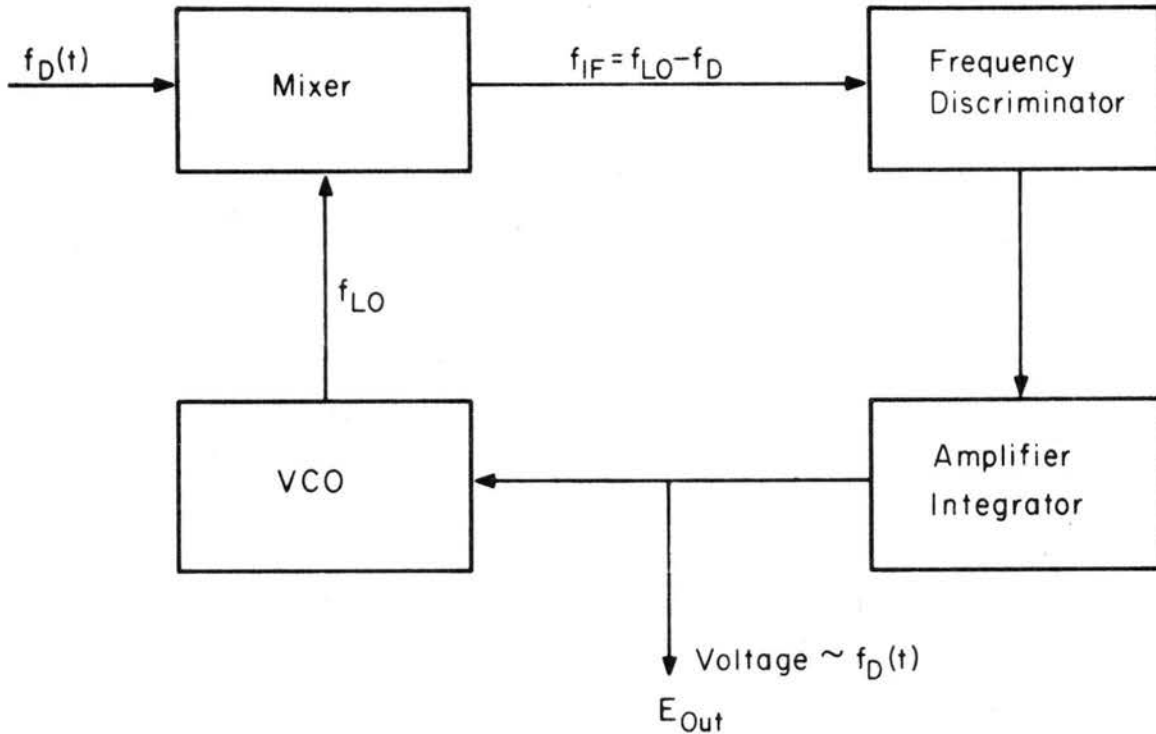 f_D(t)
Mixer
f_IF = f_LO – f_D
Frequency
Discriminator
f_LO
VCO
Amplifier
Integrator
Voltage ~ f_D(t)
E_Out